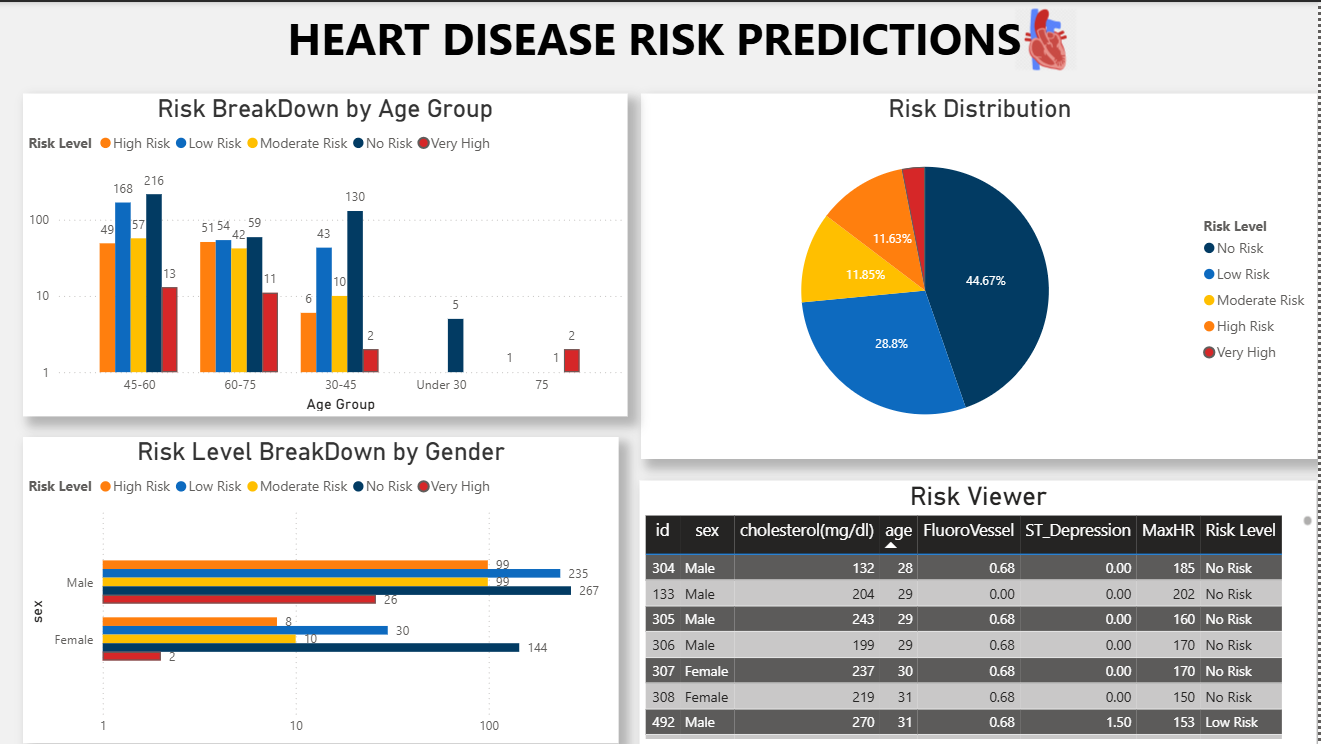 HEART DISEASE RISK PREDICTIONS
Risk BreakDown by Age Group
Risk Level High Risk Low Risk Moderate Risk No Risk Very High
100
10
1
49
168
57
216
13
51
54
42
59
11
6
43
10
130
2
5
1
1
2
45-60
60-75
30-45
Under 30
75
Age Group
Risk Distribution
44.67%
28.8%
11.85%
11.63%
Risk Level
No Risk
Low Risk
Moderate Risk
High Risk
Very High
Risk Level BreakDown by Gender
Risk Level High Risk Low Risk Moderate Risk No Risk Very High
sex
Male
99
235
99
267
26
Female
8
30
10
144
2
1
10
100
Risk Viewer
id sex cholesterol(mg/dl) age FluoroVessel ST_Depression MaxHR Risk Level
304 Male 132 28 0.68 0.00 185 No Risk
133 Male 204 29 0.00 0.00 202 No Risk
305 Male 243 29 0.68 0.00 160 No Risk
306 Male 199 29 0.68 0.00 170 No Risk
307 Female 237 30 0.68 0.00 170 No Risk
308 Female 219 31 0.68 0.00 150 No Risk
492 Male 270 31 0.68 1.50 153 Low Risk